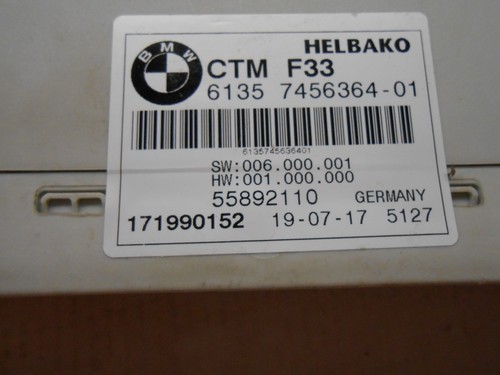 BMW
HELBAKO
CTM F33
6135 7456364-01
6135745636401
SW:006.000.001
HW:001.000.000
55892110 GERMANY
171990152 19-07-17 5127